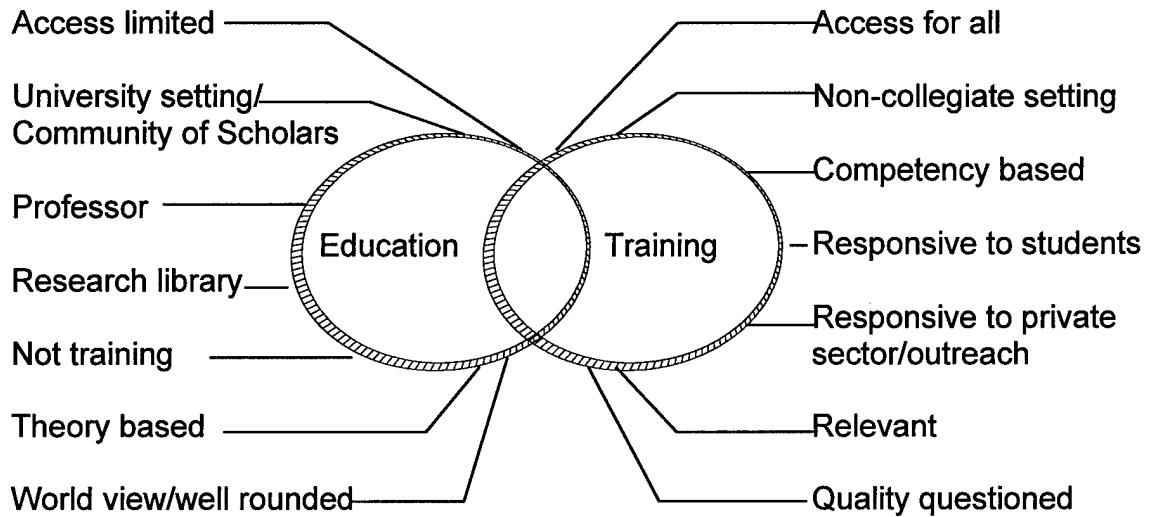 Access limited
University setting/
Community of Scholars
Professor
Research library
Not training
Theory based
World view/well rounded
Education
Training
Access for all
Non-collegiate setting
Competency based
Responsive to students
Responsive to private
sector/outreach
Relevant
Quality questioned